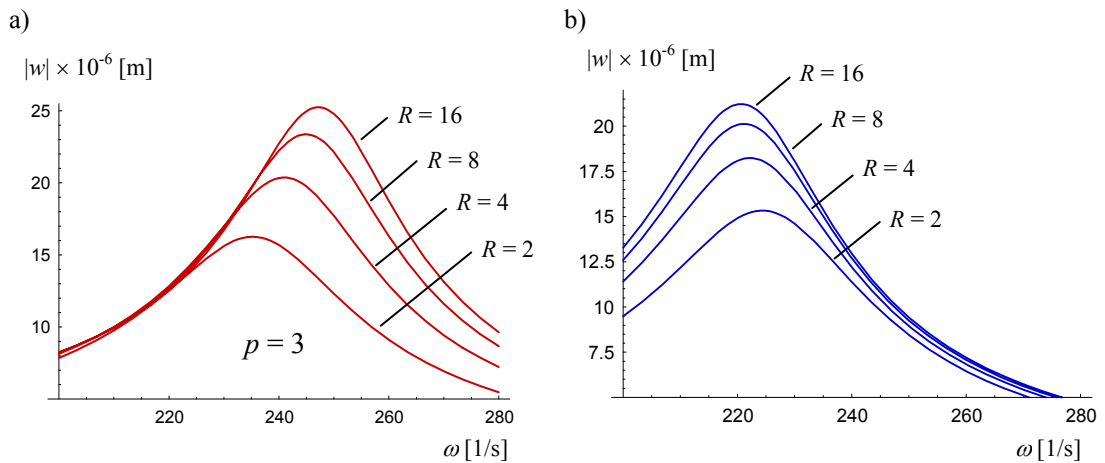 a)
|w| × 10-6 [m]
25
20
15
10
220
240
260
280
ω [1/s]
R = 16
R = 8
R = 4
R = 2
p = 3
b)
|w| × 10-6 [m]
20
17.5
15
12.5
10
7.5
220
240
260
280
ω [1/s]
R = 16
R = 8
R = 4
R = 2